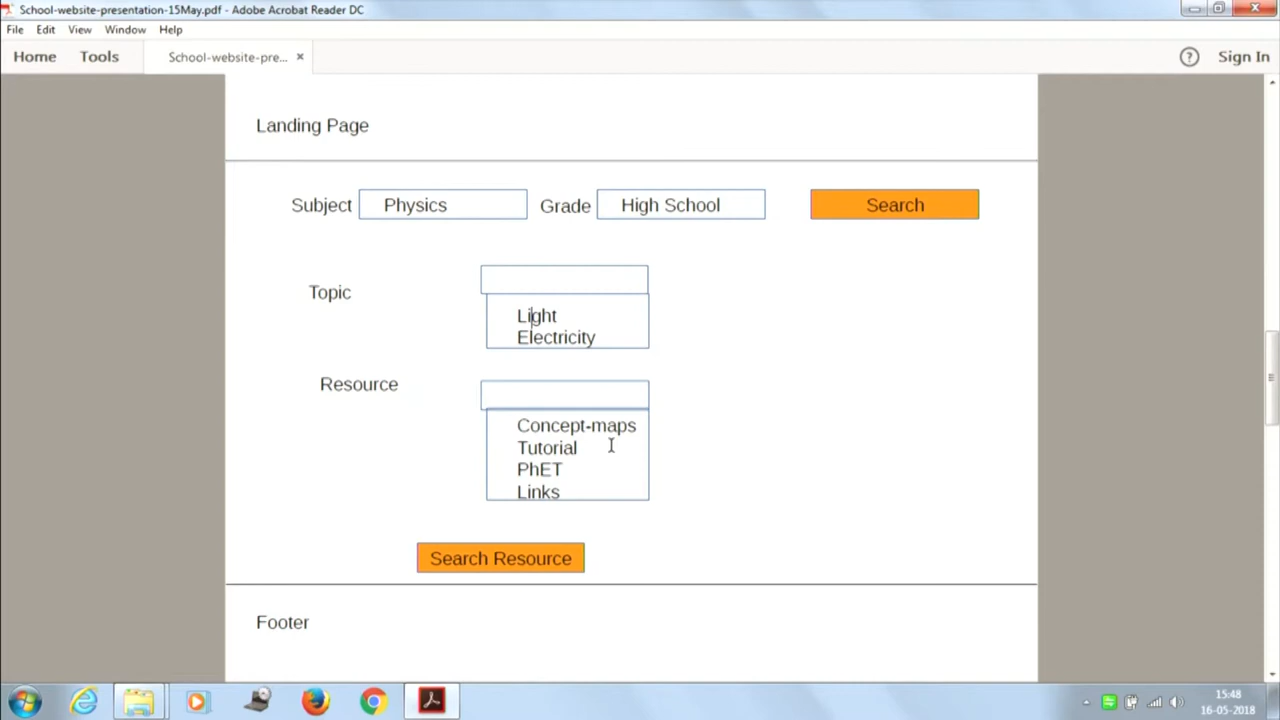 School-website-presentation-15May.pdf - Adobe Acrobat Reader DC
File Edit View Window Help
Home Tools School-website-pre... × ? Sign In
Landing Page
Subject Physics Grade High School Search
Topic
Light
Electricity
Resource
Concept-maps
Tutorial
PhET
Links
Search Resource
Footer
15:48
16-05-2018